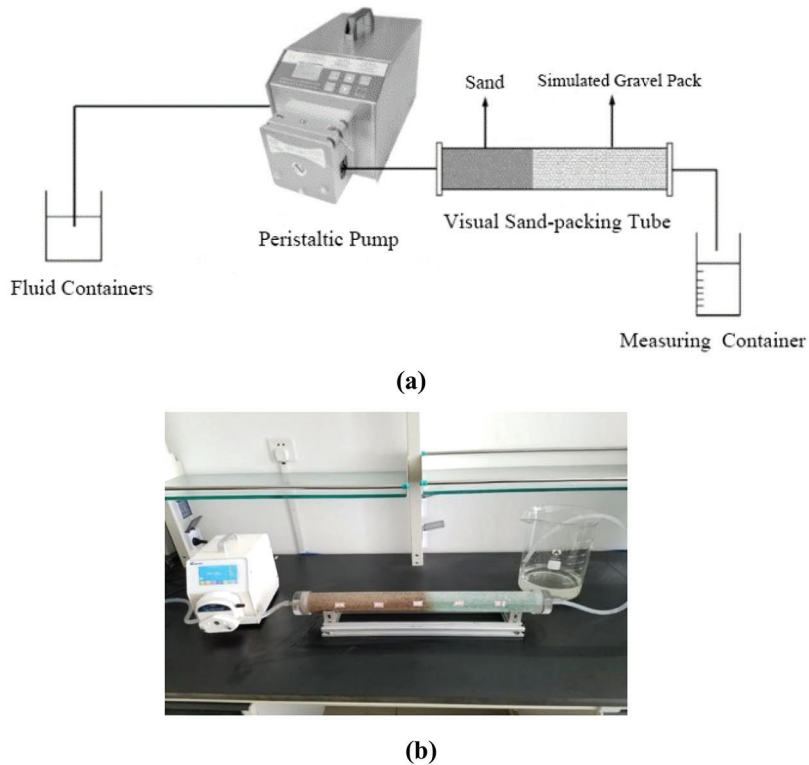 Sand
Simulated Gravel Pack
Visual Sand-packing Tube
Peristaltic Pump
Fluid Containers
Measuring Container
(a)
(b)